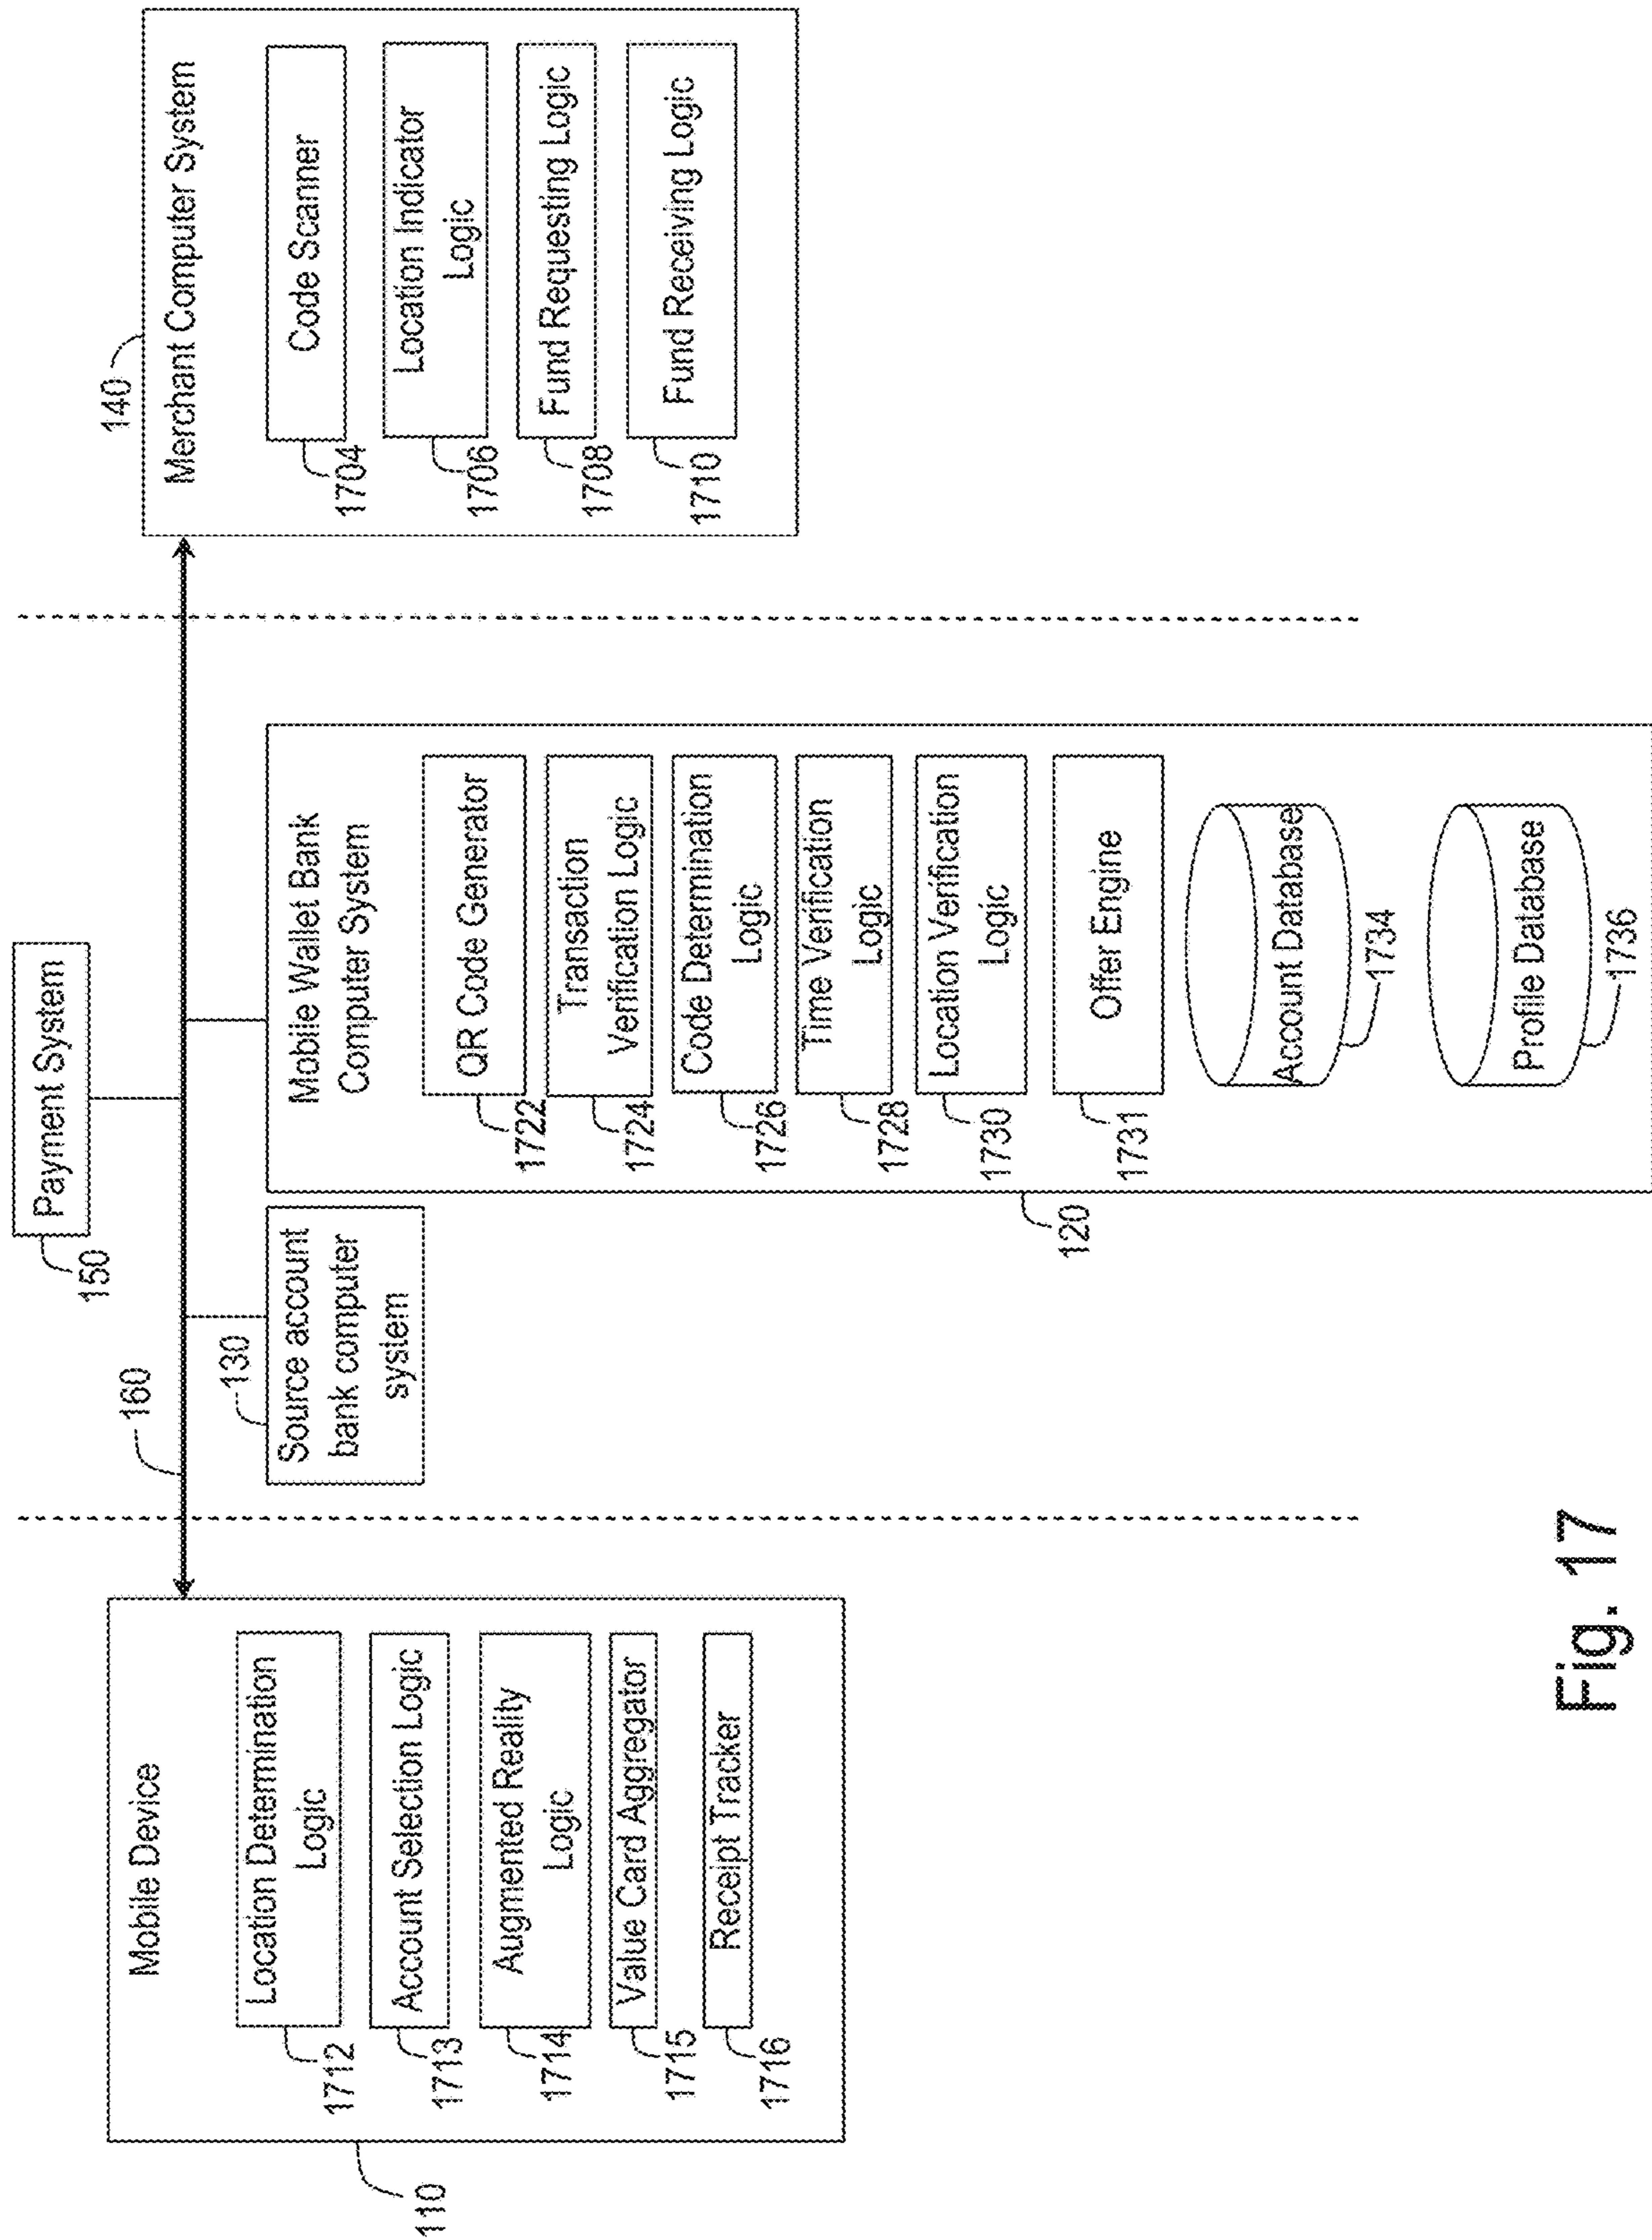 150
Payment System
160
Mobile Device
Location Determination
Logic
1712
Account Selection Logic
1713
Augmented Reality
Logic
1714
Value Card Aggregator
1715
Receipt Tracker
1716
110
130
Source account
bank computer
system
Mobile Wallet Bank
Computer System
QR Code Generator
1722
Transaction
Verification Logic
1724
Code Determination
Logic
1726
Time Verification
Logic
1728
Location Verification
Logic
1730
Offer Engine
1731
Account Database
1734
Profile Database
1736
120
140
Merchant Computer System
Code Scanner
1704
Location Indicator
Logic
1706
Fund Requesting Logic
1708
Fund Receiving Logic
1710
Fig. 17